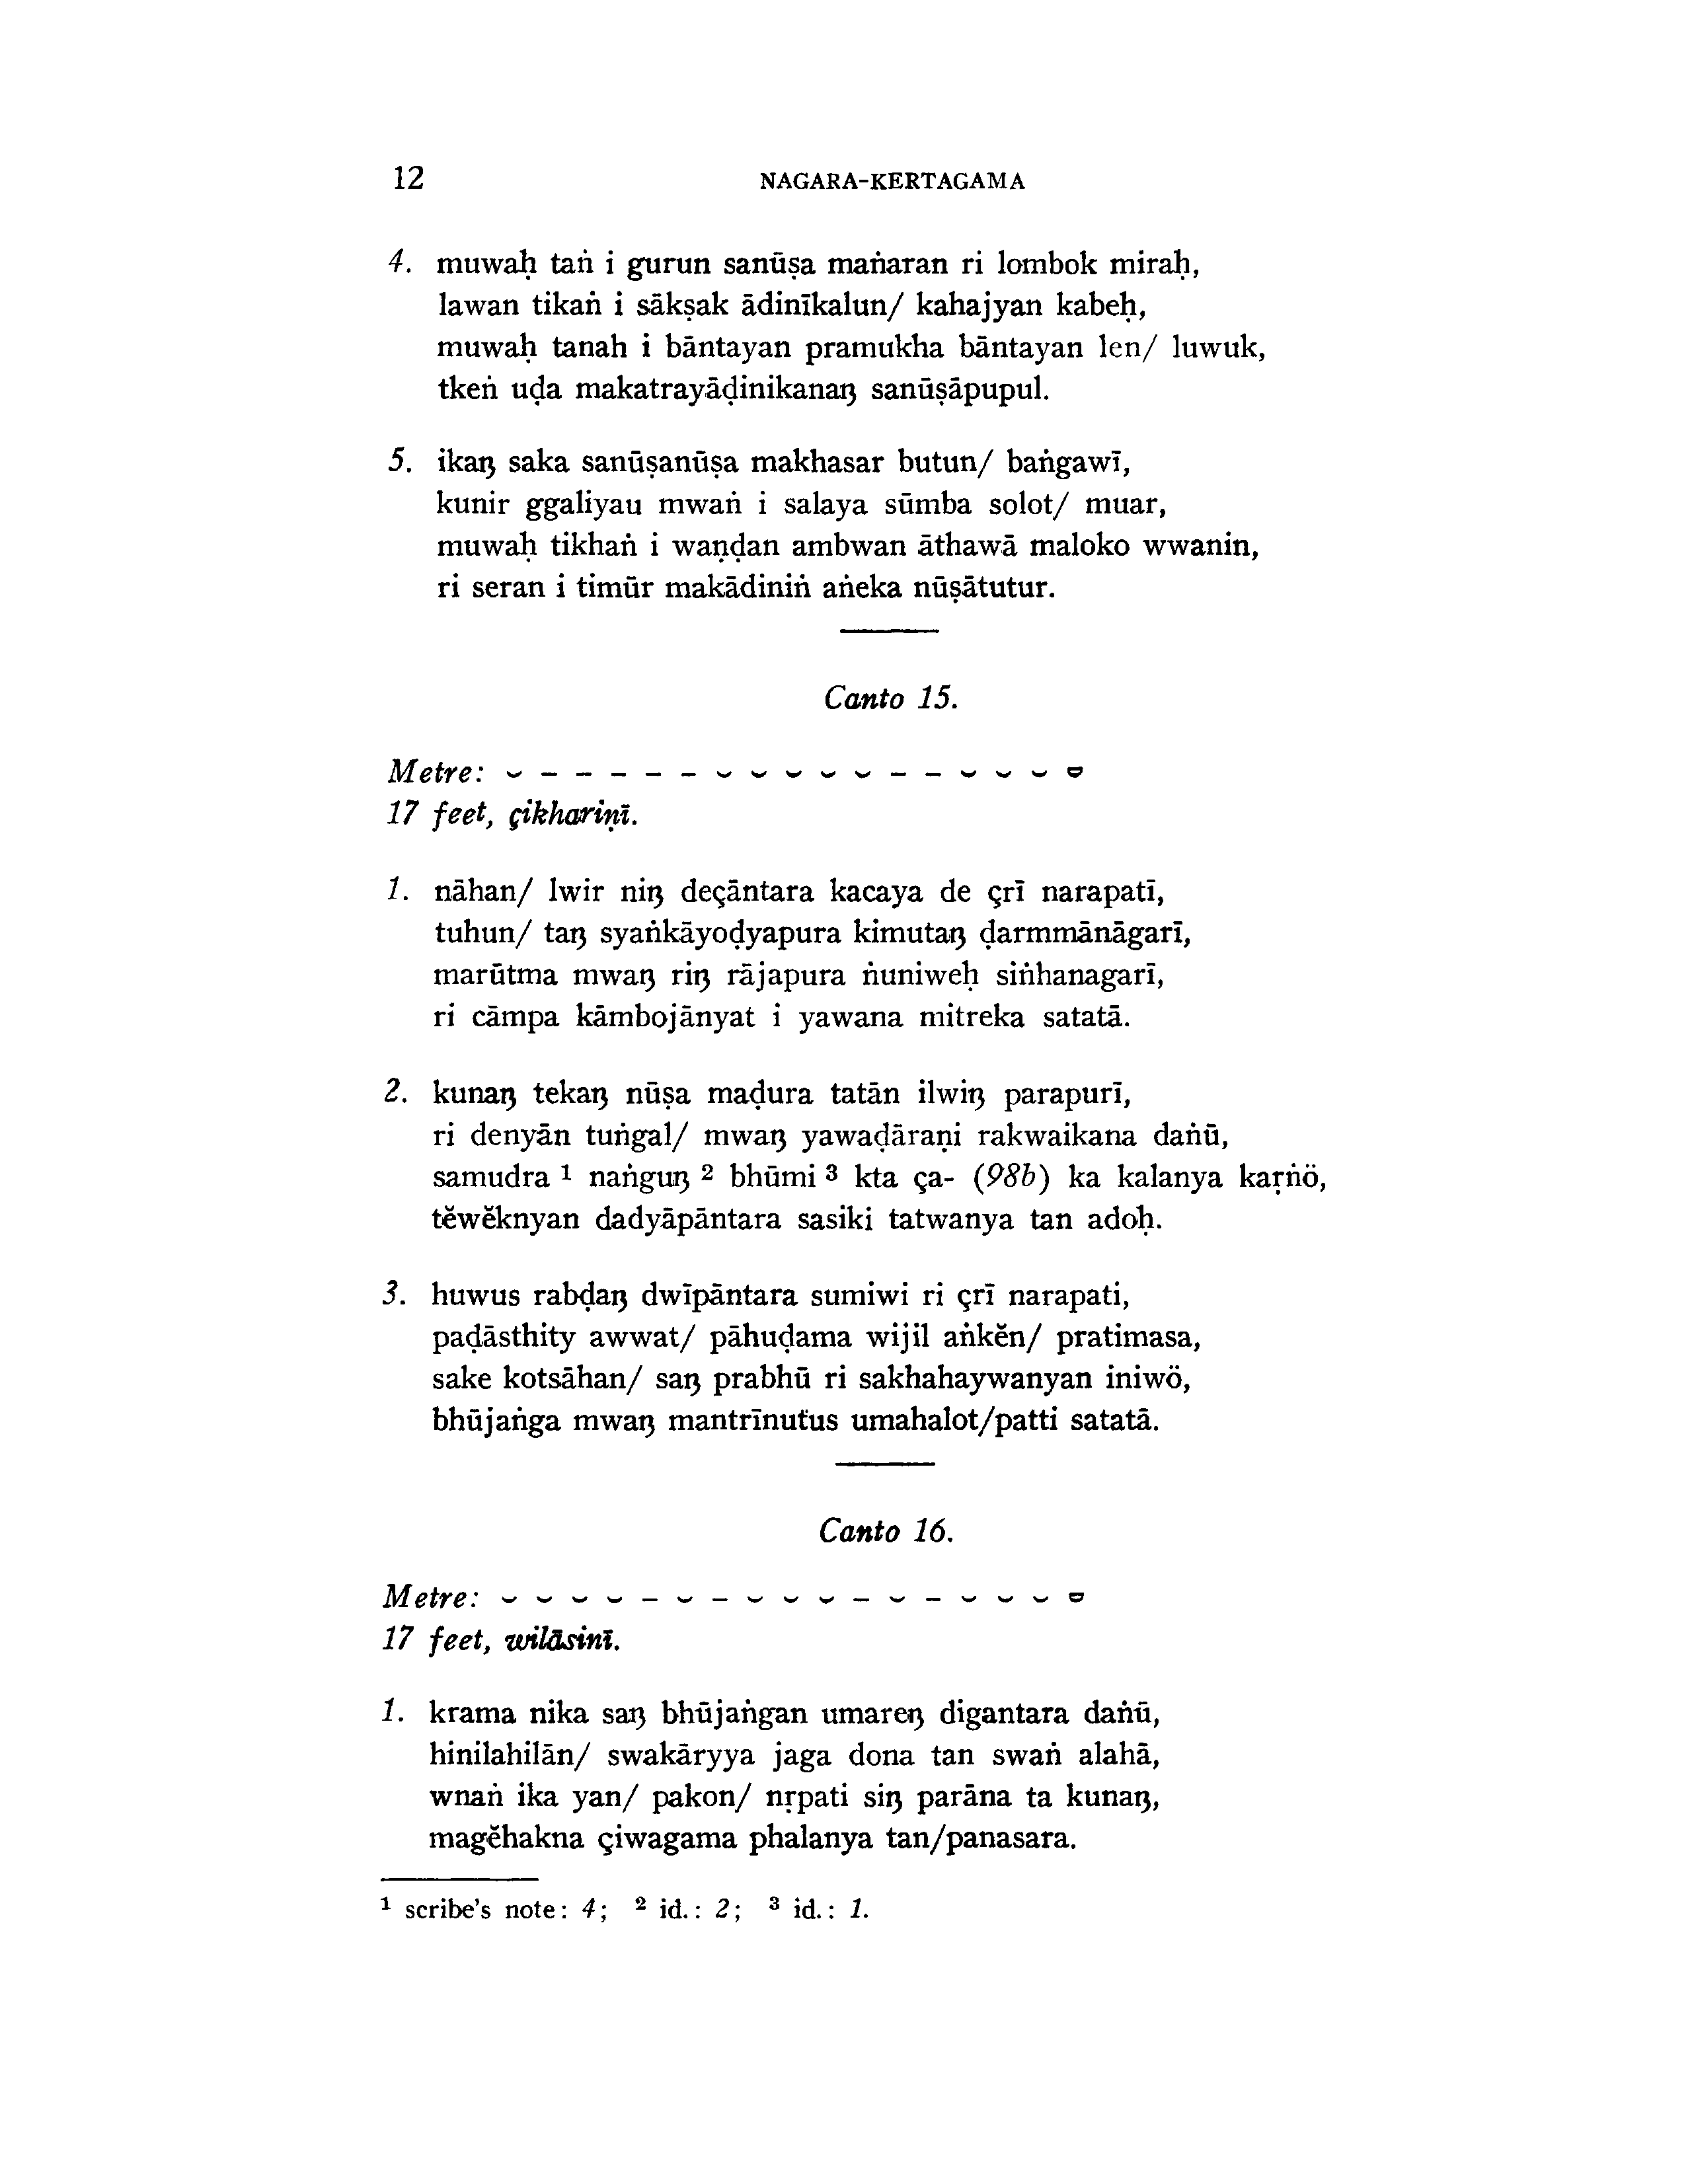 12 NAGARA-KERTAGAMA
4. muwaḥ taṅ i gurun sanūṣa maṅaran ri lombok miraḥ,
lawan tikaṅ i sākṣak ādinīkalun/ kahajyan kabeḥ,
muwaḥ tanah i bāntayan pramukha bāntayan len/ luwuk,
tkeṅ uḍa makatrayāḍinikanaŋ sanūṣāpupul.
5. ikaŋ saka sanūṣanūṣa makhasar butun/ baṅgawī,
kunir ggaliyau mwaṅ i salaya sūmba solot/ muar,
muwaḥ tikhaṅ i waṇḍan ambwan āthawā maloko wwanin,
ri seran i timūr makādiniṅ aṅeka nūṣātutur.
Canto 15.
Metre: ⏑ – – – – – ⏑ ⏑ ⏑ ⏑ ⏑ – – ⏑ ⏑ ⏑ ⏓
17 feet, çikhariṇī.
1. nāhan/ lwir niŋ deçāntara kacaya de çrī narapatī,
tuhun/ taŋ syaṅkāyoḍyapura kimutaŋ ḍarmmānāgarī,
marūtma mwaŋ riŋ rājapura ṅuniweḥ siṅhanagarī,
ri cāmpa kāmbojānyat i yawana mitreka satatā.
2. kunaŋ tekaŋ nūṣa maḍura tatān ilwiŋ parapurī,
ri denyān tuṅgal/ mwaŋ yawaḍāraṇi rakwaikana daṅū,
samudra ¹ naṅguŋ ² bhūmi ³ kta ça- (98b) ka kalanya kaṛṅö,
tĕwĕknyan dadyāpāntara sasiki tatwanya tan adoḥ.
3. huwus rabḍaŋ dwīpāntara sumiwi ri çrī narapati,
paḍāsthity awwat/ pāhuḍama wijil aṅkĕn/ pratimasa,
sake kotsāhan/ saŋ prabhū ri sakhahaywanyan iniwö,
bhūjaṅga mwaŋ mantrīnutus umahalot/patti satatā.
Canto 16.
Metre: ⏑ ⏑ ⏑ ⏑ – ⏑ – ⏑ ⏑ ⏑ – ⏑ – ⏑ ⏑ ⏑ ⏓
17 feet, wilāsinī.
1. krama nika saŋ bhūjaṅgan umareŋ digantara daṅū,
hinilahilān/ swakāryya jaga dona tan swaṅ alahā,
wnaṅ ika yan/ pakon/ nṛpati siŋ parāna ta kunaŋ,
magĕhakna çiwagama phalanya tan/panasara.
¹ scribe's note: 4; ² id.: 2; ³ id.: 1.